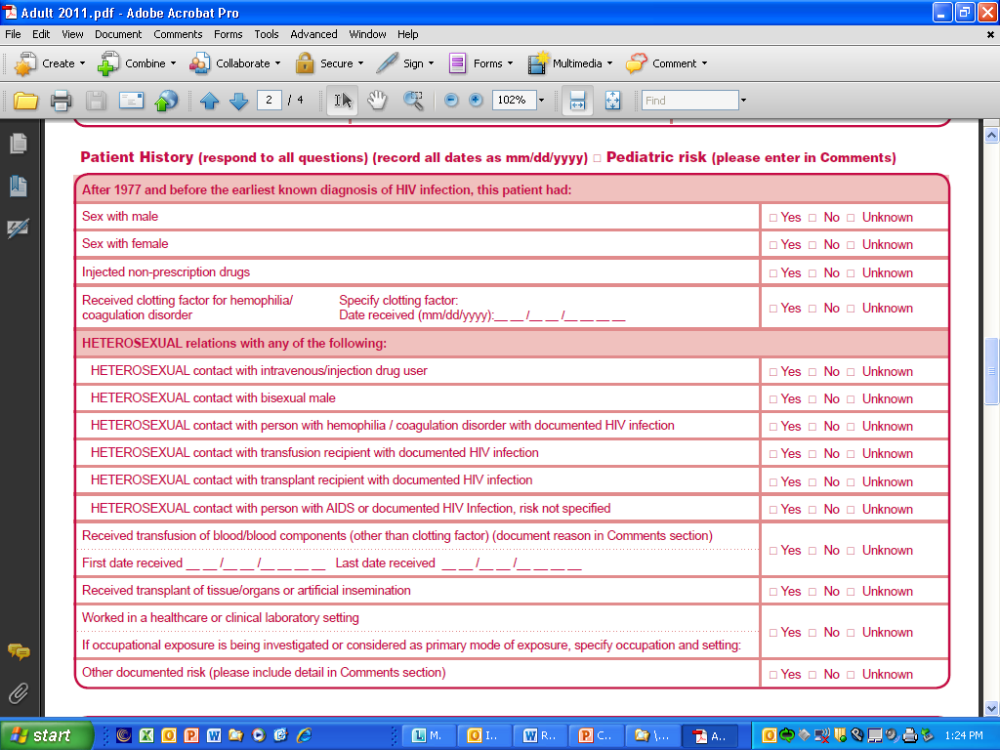 Adult 2011.pdf - Adobe Acrobat Pro
File Edit View Document Comments Forms Tools Advanced Window Help
Create Combine Collaborate Secure Sign Forms Multimedia Comment
2 / 4 102% Find
Patient History (respond to all questions) (record all dates as mm/dd/yyyy) □ Pediatric risk (please enter in Comments)
After 1977 and before the earliest known diagnosis of HIV infection, this patient had:
Sex with male □ Yes □ No □ Unknown
Sex with female □ Yes □ No □ Unknown
Injected non-prescription drugs □ Yes □ No □ Unknown
Received clotting factor for hemophilia/ Specify clotting factor:
coagulation disorder Date received (mm/dd/yyyy):__ __ /__ __ /__ __ __ __ □ Yes □ No □ Unknown
HETEROSEXUAL relations with any of the following:
HETEROSEXUAL contact with intravenous/injection drug user □ Yes □ No □ Unknown
HETEROSEXUAL contact with bisexual male □ Yes □ No □ Unknown
HETEROSEXUAL contact with person with hemophilia / coagulation disorder with documented HIV infection □ Yes □ No □ Unknown
HETEROSEXUAL contact with transfusion recipient with documented HIV infection □ Yes □ No □ Unknown
HETEROSEXUAL contact with transplant recipient with documented HIV infection □ Yes □ No □ Unknown
HETEROSEXUAL contact with person with AIDS or documented HIV Infection, risk not specified □ Yes □ No □ Unknown
Received transfusion of blood/blood components (other than clotting factor) (document reason in Comments section)
□ Yes □ No □ Unknown
First date received __ __ /__ __ /__ __ __ __ Last date received __ __ /__ __ /__ __ __ __
Received transplant of tissue/organs or artificial insemination □ Yes □ No □ Unknown
Worked in a healthcare or clinical laboratory setting
□ Yes □ No □ Unknown
If occupational exposure is being investigated or considered as primary mode of exposure, specify occupation and setting:
Other documented risk (please include detail in Comments section) □ Yes □ No □ Unknown
start M. I... R... C... \... A... 1:24 PM